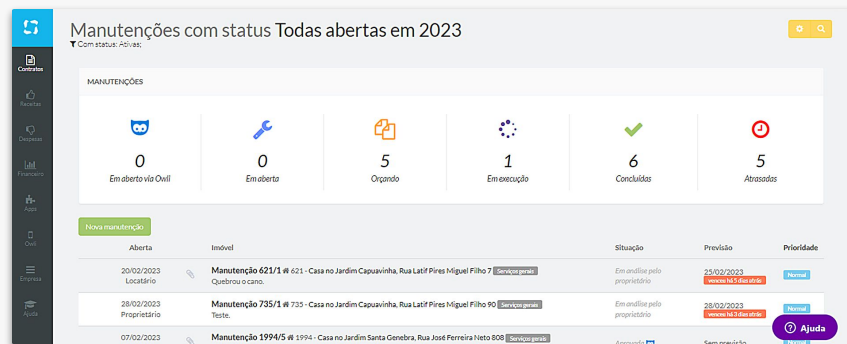 Manutenções com status Todas abertas em 2023
Com status: Ativas;
Contratos
Receitas
Despesas
Financeiro
Apps
Owli
Empresa
Ajuda
MANUTENÇÕES
0 0 5 1 6 5
Em aberto via Owli Em aberta Orçando Em execução Concluídas Atrasadas
Nova manutenção
Aberta Imóvel Situação Previsão Prioridade
20/02/2023 Manutenção 621/1 621 - Casa no Jardim Capuavinha, Rua Latif Pires Miguel Filho 7 Serviços gerais Em análise pelo 25/02/2023 Normal
Locatário Quebrou o cano. proprietário venceu há 5 dias atrás
28/02/2023 Manutenção 735/1 735 - Casa no Jardim Capuavinha, Rua Latif Pires Miguel Filho 90 Serviços gerais Em análise pelo 28/02/2023 Normal
Proprietário Teste. proprietário venceu há 3 dias atrás
07/02/2023 Manutenção 1994/5 # 1994 - Casa no Jardim Santa Genebra, Rua José Ferreira Neto 808 Serviços gerais Aprovada Sem previsão
Ajuda